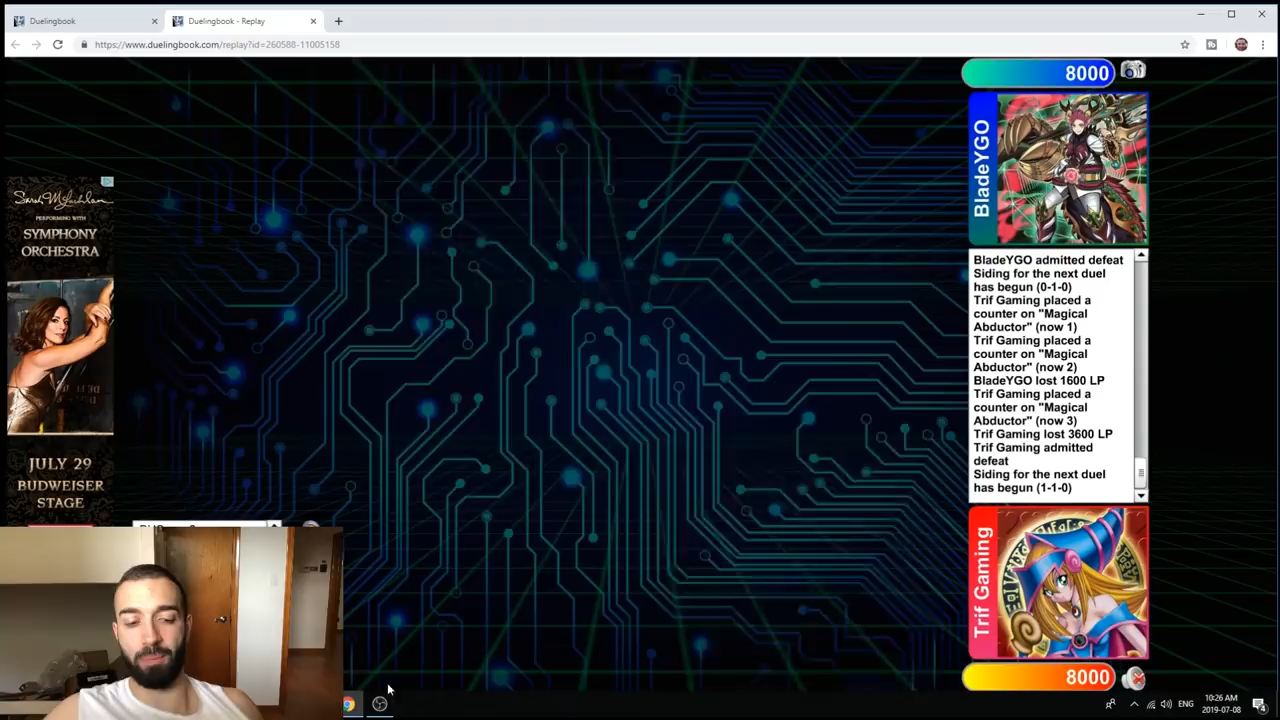 Duelingbook
Duelingbook - Replay
https://www.duelingbook.com/replay?id=260588-11005158
8000
BladeYGO
BladeYGO admitted defeat
Siding for the next duel
has begun (0-1-0)
Trif Gaming placed a
counter on "Magical
Abductor" (now 1)
Trif Gaming placed a
counter on "Magical
Abductor" (now 2)
BladeYGO lost 1600 LP
Trif Gaming placed a
counter on "Magical
Abductor" (now 3)
Trif Gaming lost 3600 LP
Trif Gaming admitted
defeat
Siding for the next duel
has begun (1-1-0)
Trif Gaming
8000
Sarah McLachlan
PERFORMING WITH
SYMPHONY
ORCHESTRA
JULY 29
BUDWEISER
STAGE
ENG
10:26 AM
2019-07-08